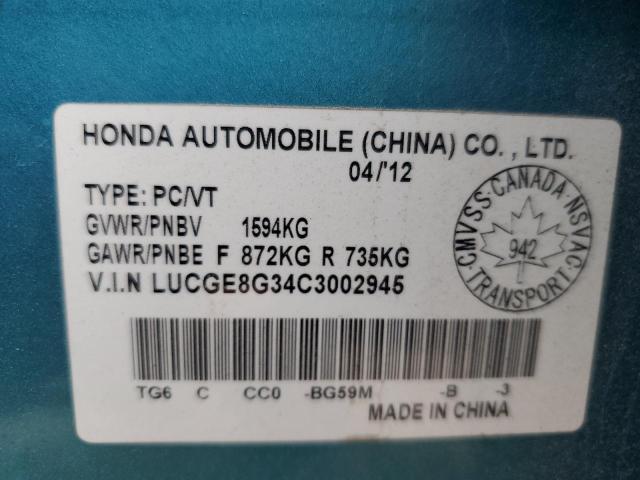 HONDA AUTOMOBILE (CHINA) CO., LTD.
04/'12
TYPE: PC/VT
GVWR/PNBV 1594KG
GAWR/PNBE F 872KG R 735KG
V.I.N LUCGE8G34C3002945
CMVSS·CANADA·NSVAC
942
TRANSPORT
TG6 C CC0 -BG59M -B -3
MADE IN CHINA